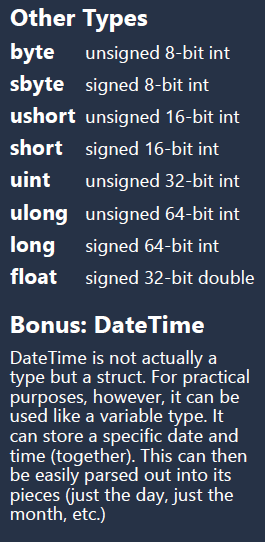 Other Types
byte unsigned 8-bit int
sbyte signed 8-bit int
ushort unsigned 16-bit int
short signed 16-bit int
uint unsigned 32-bit int
ulong unsigned 64-bit int
long signed 64-bit int
float signed 32-bit double
Bonus: DateTime
DateTime is not actually a
type but a struct. For practical
purposes, however, it can be
used like a variable type. It
can store a specific date and
time (together). This can then
be easily parsed out into its
pieces (just the day, just the
month, etc.)